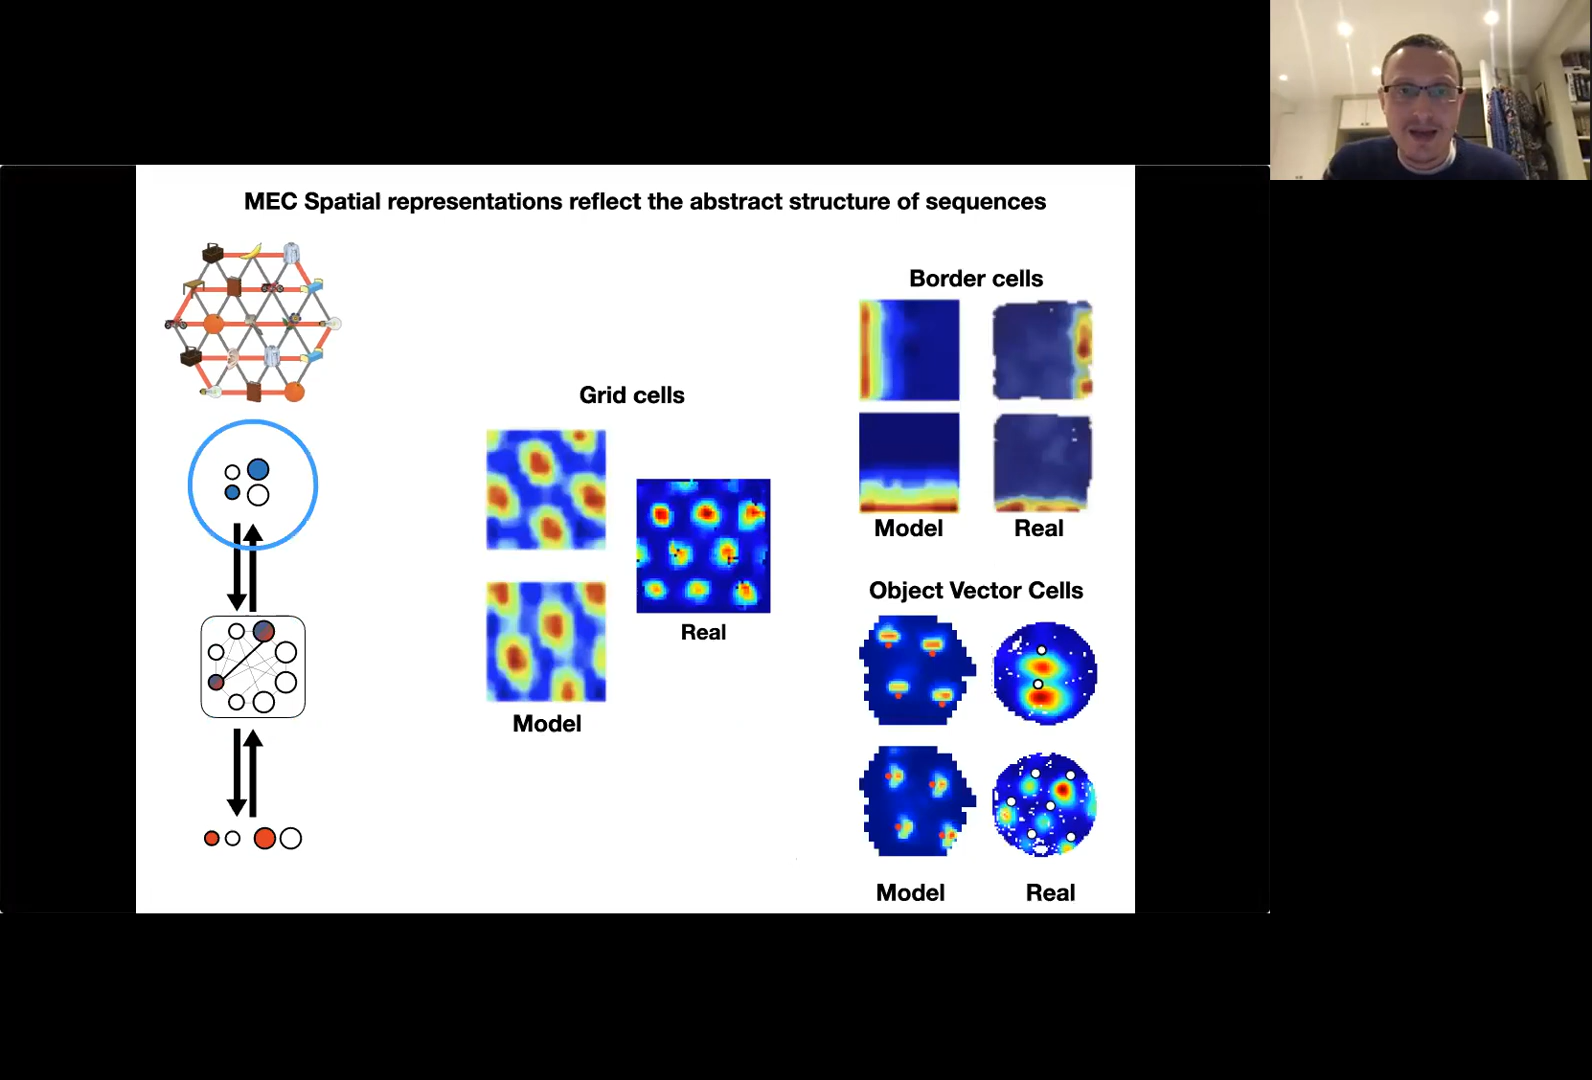 MEC Spatial representations reflect the abstract structure of sequences
Border cells
Grid cells
Model
Real
Object Vector Cells
Real
Model
Model
Real